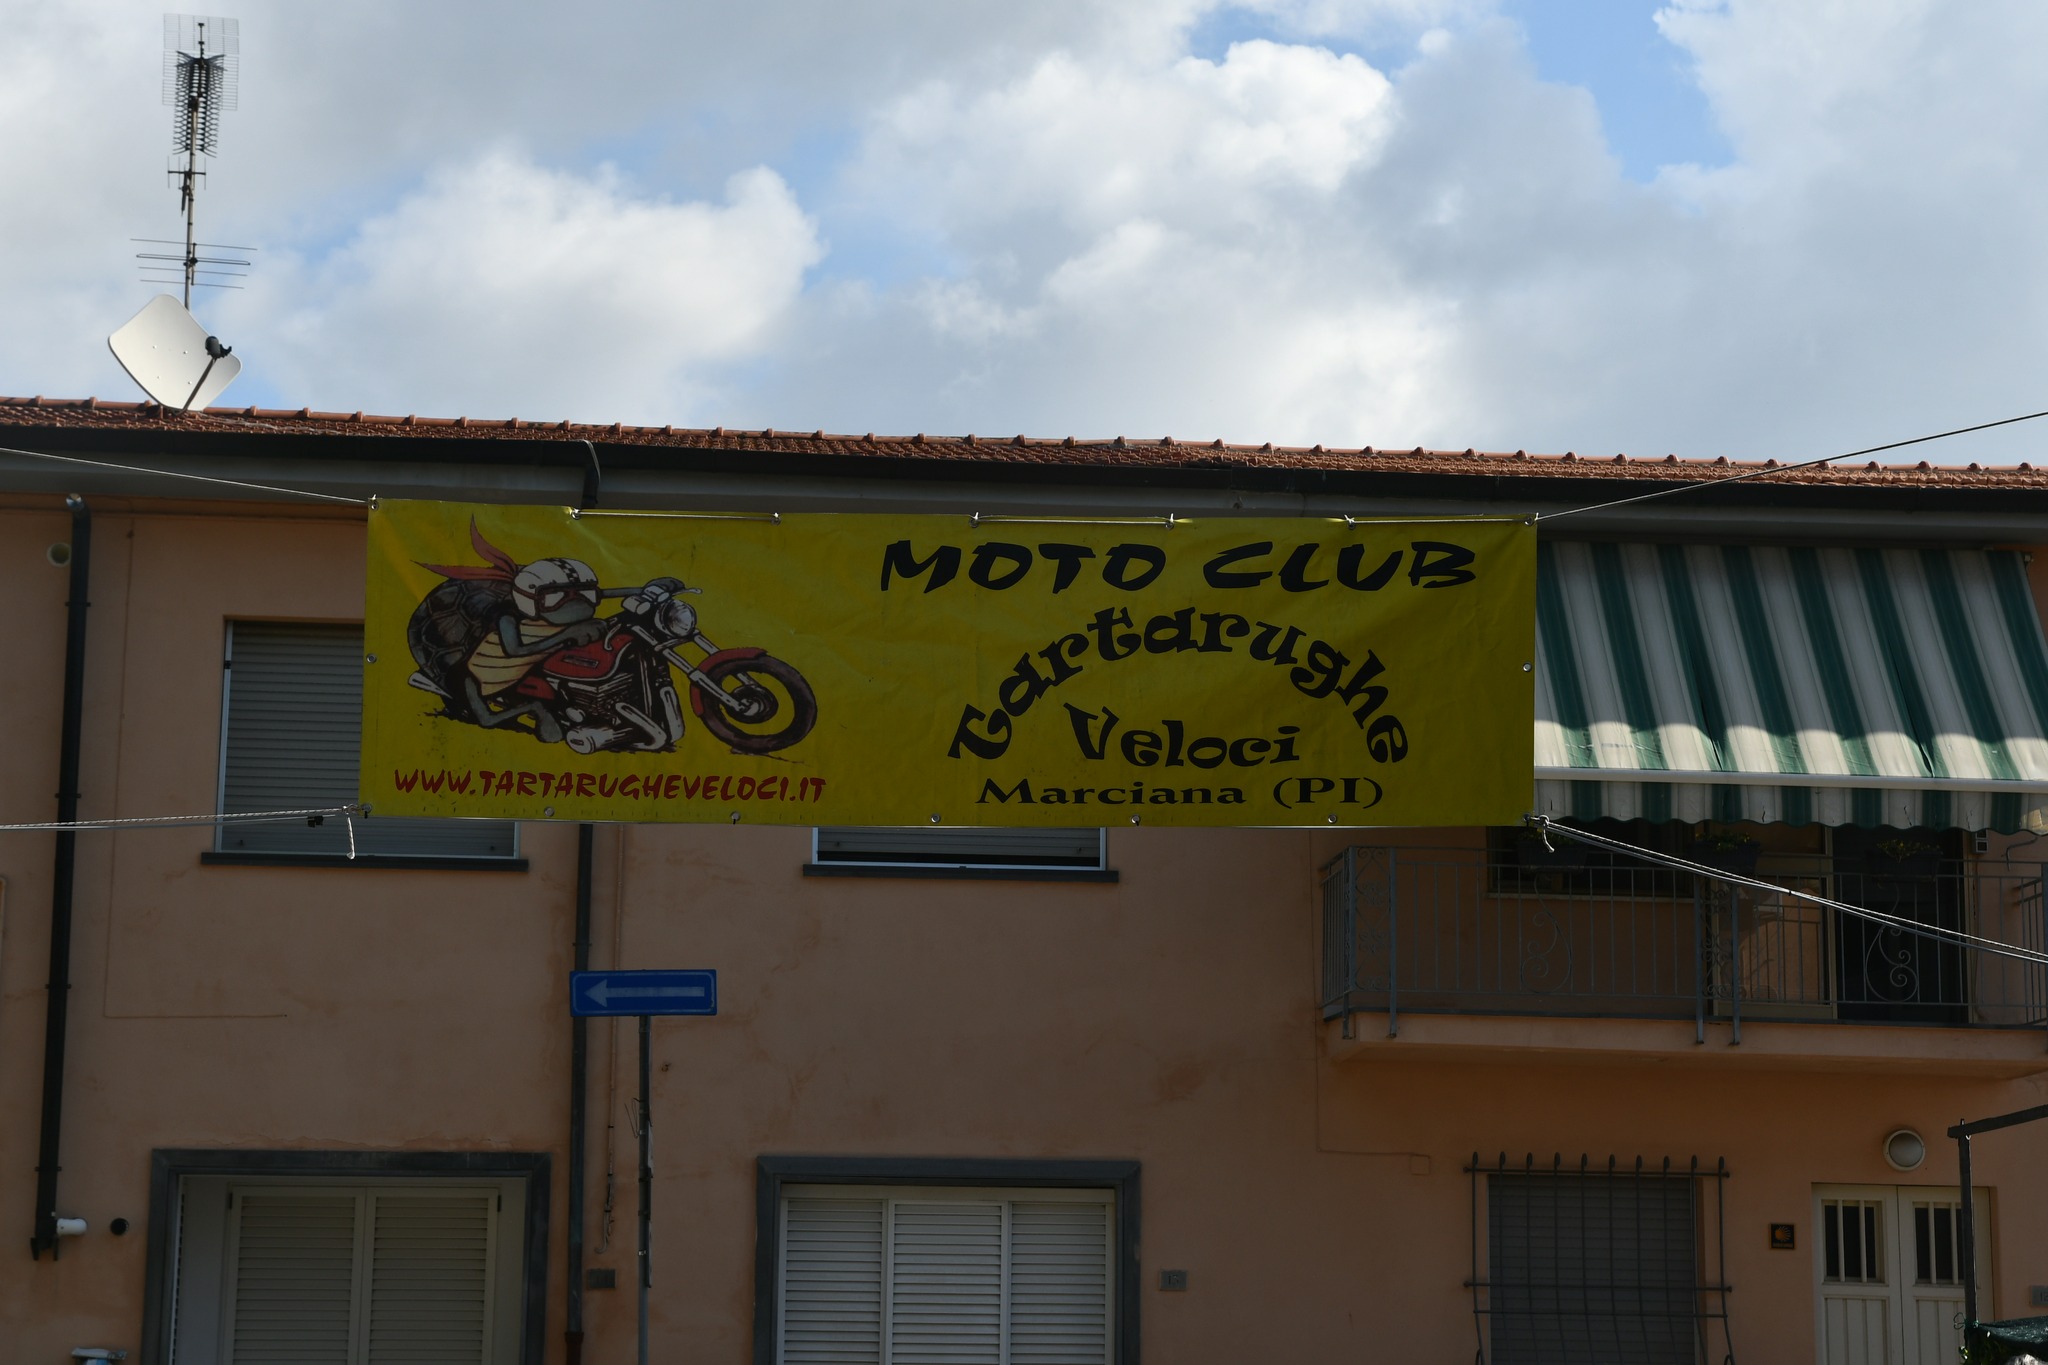 MOTO CLUB
Tartarughe
Veloci
Marciana (PI)
WWW.TARTARUGHEVELOCI.IT